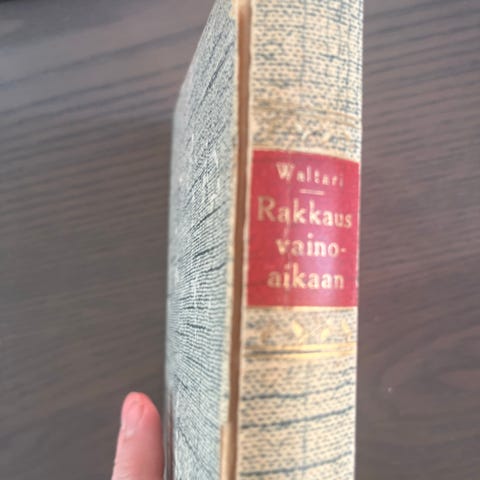 Waltari
Rakkaus
vaino-
aikaan